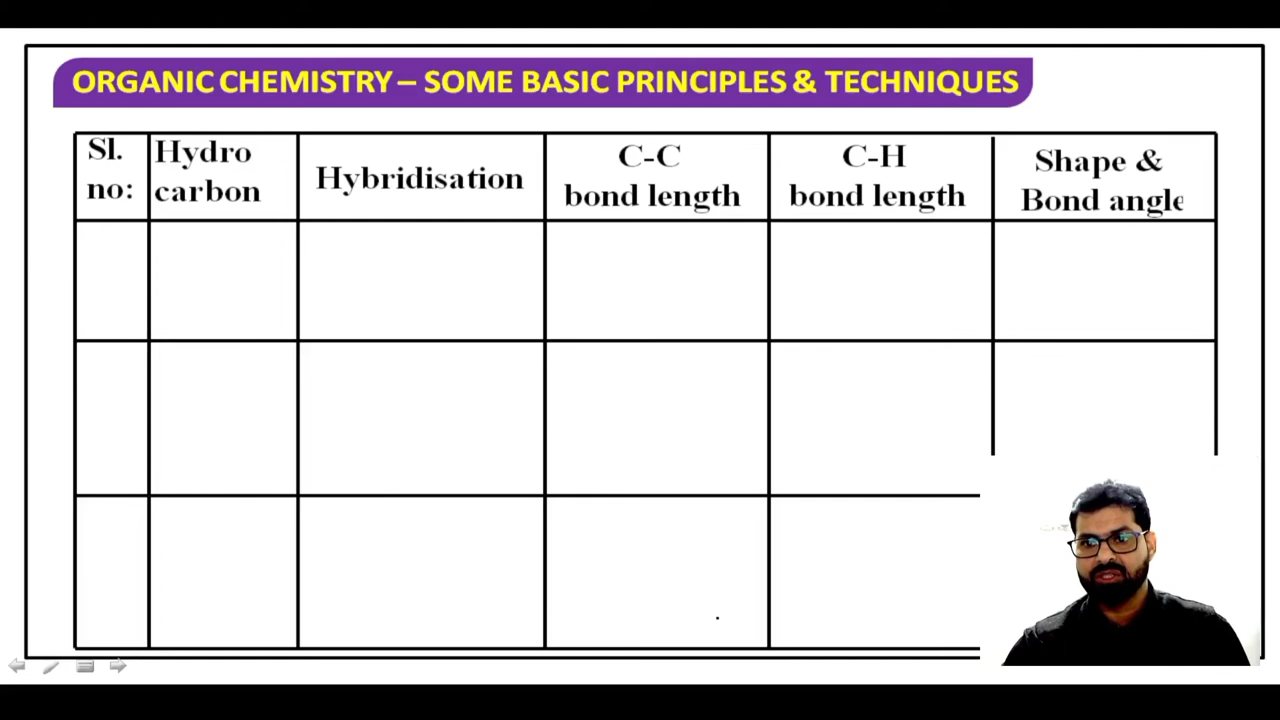 ORGANIC CHEMISTRY – SOME BASIC PRINCIPLES & TECHNIQUES
Sl.
no:
Hydro
carbon
Hybridisation
C-C
bond length
C-H
bond length
Shape &
Bond angle